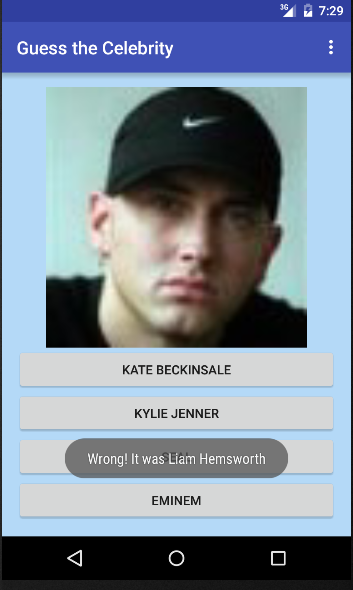 3G 7:29
Guess the Celebrity
KATE BECKINSALE
KYLIE JENNER
Wrong! It was Liam Hemsworth
EMINEM